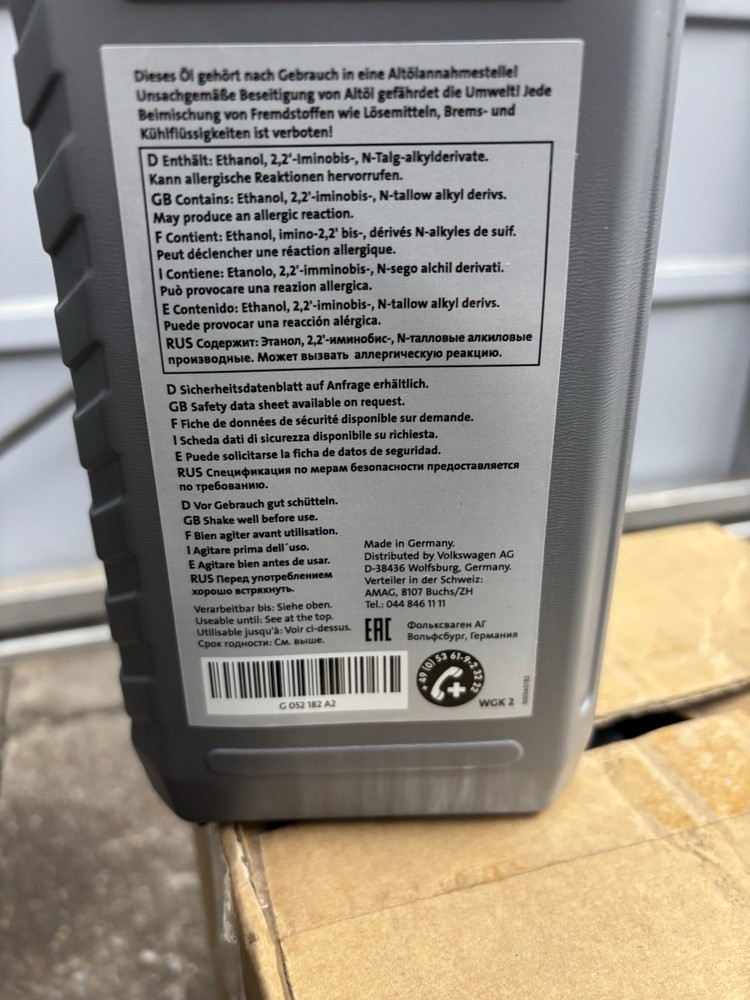 Dieses Öl gehört nach Gebrauch in eine Altölannahmestelle!
Unsachgemäße Beseitigung von Altöl gefährdet die Umwelt! Jede
Beimischung von Fremdstoffen wie Lösemitteln, Brems- und
Kühlflüssigkeiten ist verboten!
D Enthält: Ethanol, 2,2'-Iminobis-, N-Talg-alkylderivate.
Kann allergische Reaktionen hervorrufen.
GB Contains: Ethanol, 2,2'-iminobis-, N-tallow alkyl derivs.
May produce an allergic reaction.
F Contient: Ethanol, imino-2,2' bis-, dérivés N-alkyles de suif.
Peut déclencher une réaction allergique.
I Contiene: Etanolo, 2,2'-imminobis-, N-sego alchil derivati.
Può provocare una reazion allergica.
E Contenido: Ethanol, 2,2'-iminobis-, N-tallow alkyl derivs.
Puede provocar una reacción alérgica.
RUS Содержит: Этанол, 2,2'-иминобис-, N-талловые алкиловые
производные. Может вызвать аллергическую реакцию.
D Sicherheitsdatenblatt auf Anfrage erhältlich.
GB Safety data sheet available on request.
F Fiche de données de sécurité disponible sur demande.
I Scheda dati di sicurezza disponibile su richiesta.
E Puede solicitarse la ficha de datos de seguridad.
RUS Спецификация по мерам безопасности предоставляется
по требованию.
D Vor Gebrauch gut schütteln.
GB Shake well before use.
F Bien agiter avant utilisation.
I Agitare prima dell´uso.
E Agitare bien antes de usar.
RUS Перед употреблением
хорошо встряхнуть.
Verarbeitbar bis: Siehe oben.
Useable until: See at the top.
Utilisable jusqu'à: Voir ci-dessus.
Срок годности: См. выше.
Made in Germany.
Distributed by Volkswagen AG
D-38436 Wolfsburg, Germany.
Verteiler in der Schweiz:
AMAG, 8107 Buchs/ZH
Tel.: 044 846 11 11
EAC Фольксваген АГ
Вольфсбург, Германия
G 052 182 A2
+49 (0) 53 61-9-2 32 22
WGK 2